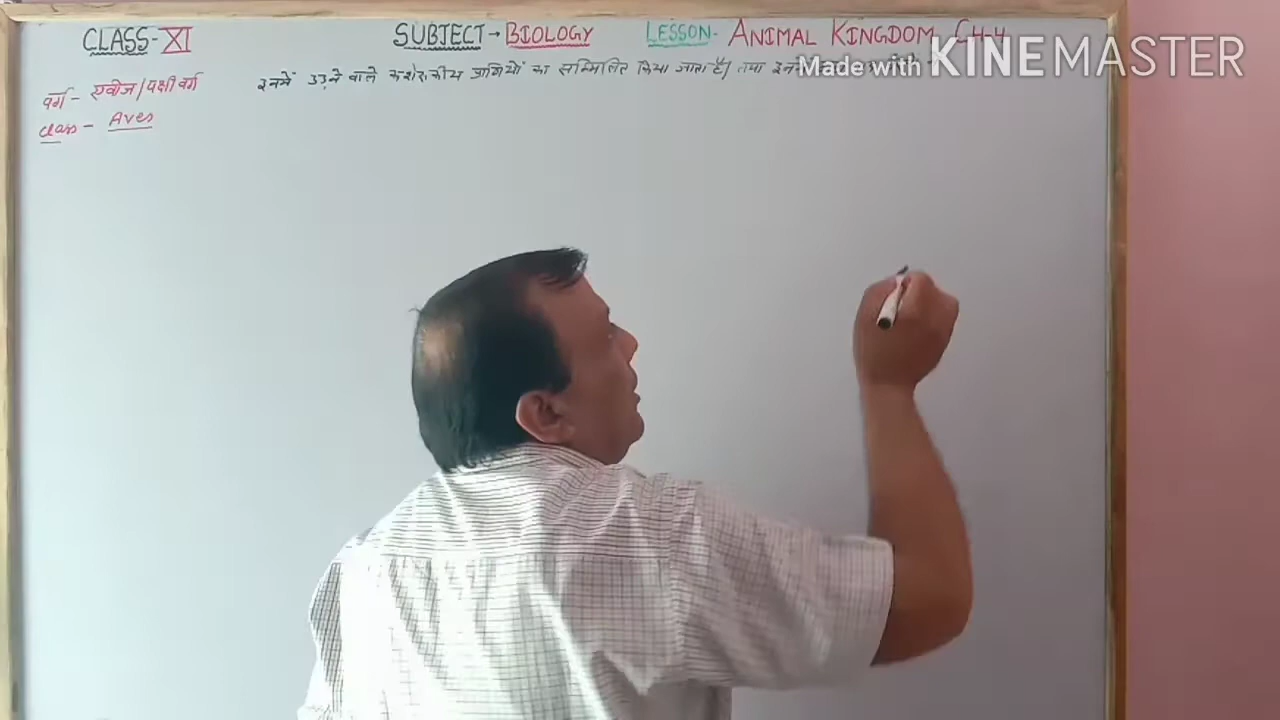 CLASS-XI SUBJECT→BIOLOGY LESSON- ANIMAL KINGDOM CH-4
Made with KINEMASTER
वर्ग - एवीज/पक्षी वर्ग इनमें उड़ने वाले कशेरुकीय प्राणियों का सम्मिलित किया जाता है। तथा इनमें
Class - Aves